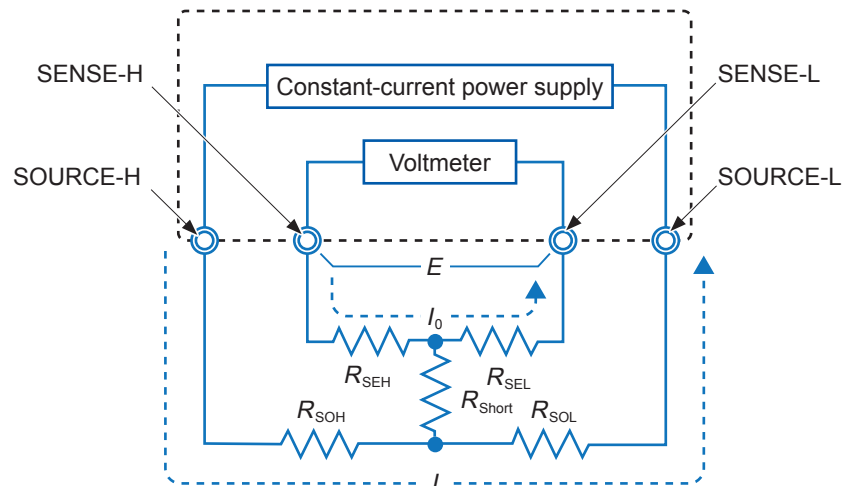 SENSE-H
SENSE-L
Constant-current power supply
Voltmeter
SOURCE-H
SOURCE-L
E
I0
RSEH
RSEL
RShort
RSOH
RSOL
I